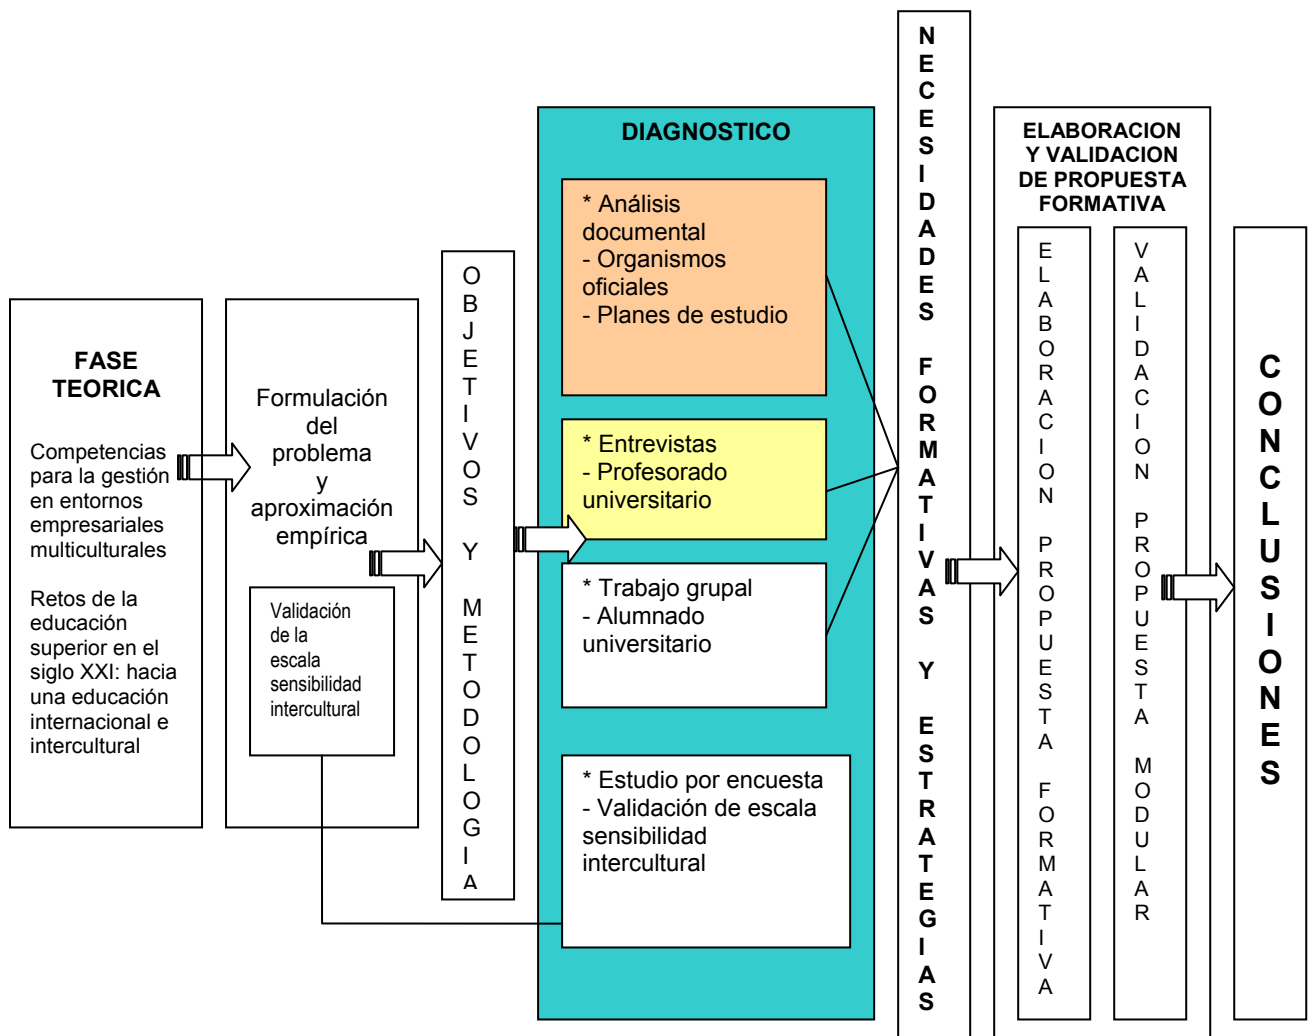 FASE
TEORICA
Competencias
para la gestión
en entornos
empresariales
multiculturales
Retos de la
educación
superior en el
siglo XXI: hacia
una educación
internacional e
intercultural
Formulación
del
problema
y
aproximación
empírica
Validación
de la
escala
sensibilidad
intercultural
OBJETIVOS Y METODOLOGIA
DIAGNOSTICO
* Análisis
documental
- Organismos
oficiales
- Planes de estudio
* Entrevistas
- Profesorado
universitario
* Trabajo grupal
- Alumnado
universitario
* Estudio por encuesta
- Validación de escala
sensibilidad
intercultural
NECESIDADES FORMATIVAS Y ESTRATEGIAS
ELABORACION
Y VALIDACION
DE PROPUESTA
FORMATIVA
ELABORACION PROPUESTA FORMATIVA
VALIDACION PROPUESTA MODULAR
CONCLUSIONES